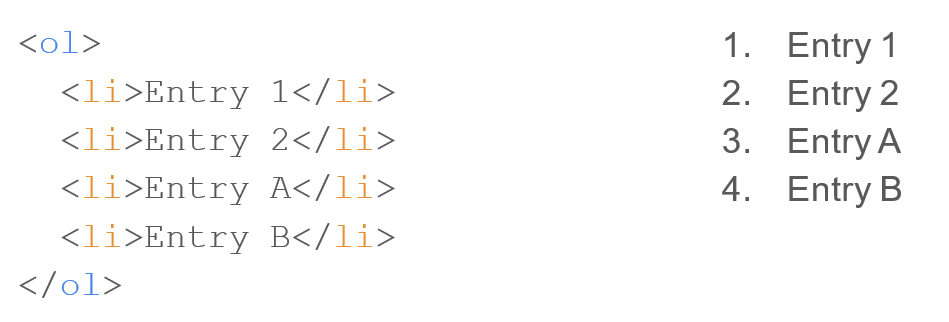 <ol>
  <li>Entry 1</li>
  <li>Entry 2</li>
  <li>Entry A</li>
  <li>Entry B</li>
</ol>
1. Entry 1
2. Entry 2
3. Entry A
4. Entry B